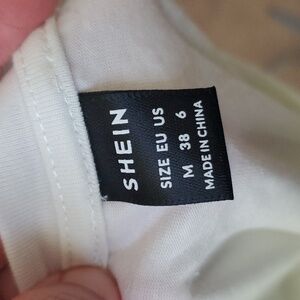 SHEIN
SIZE EU US
M 38 6
MADE IN CHINA